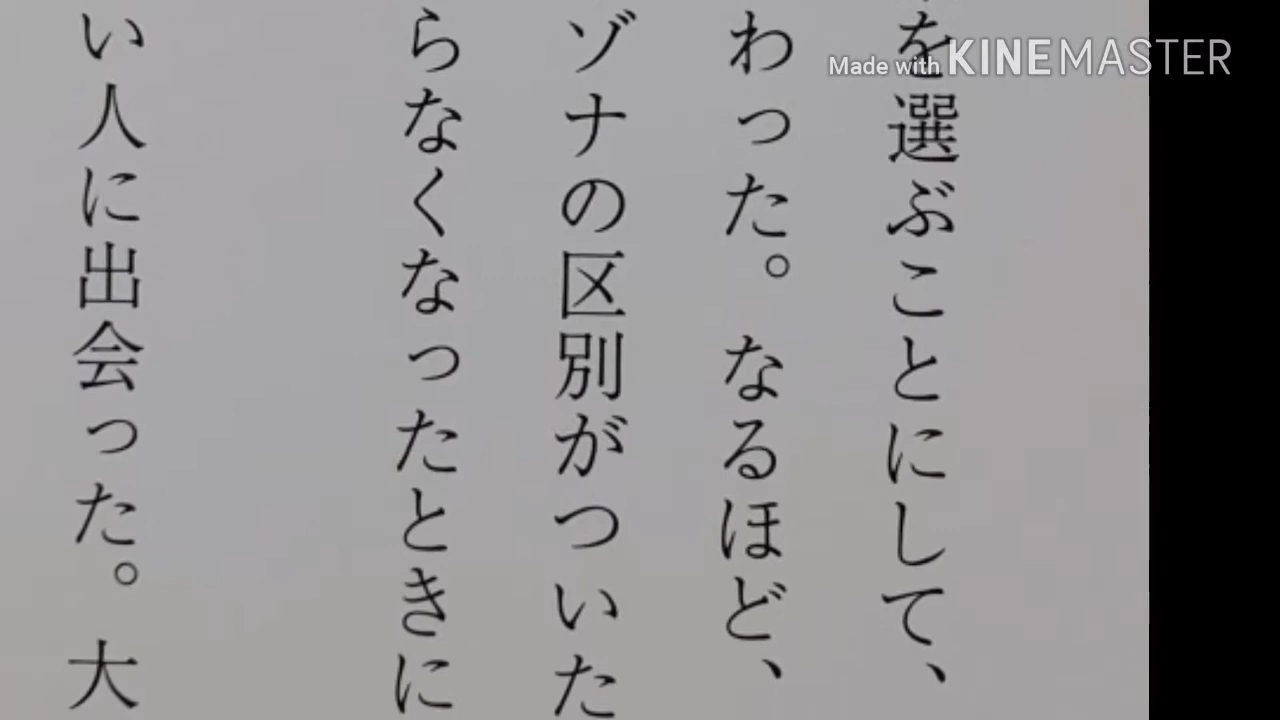 を選ぶことにして、
わった。なるほど、
ゾナの区別がついた
らなくなったときに
い人に出会った。大
Made with KINEMASTER